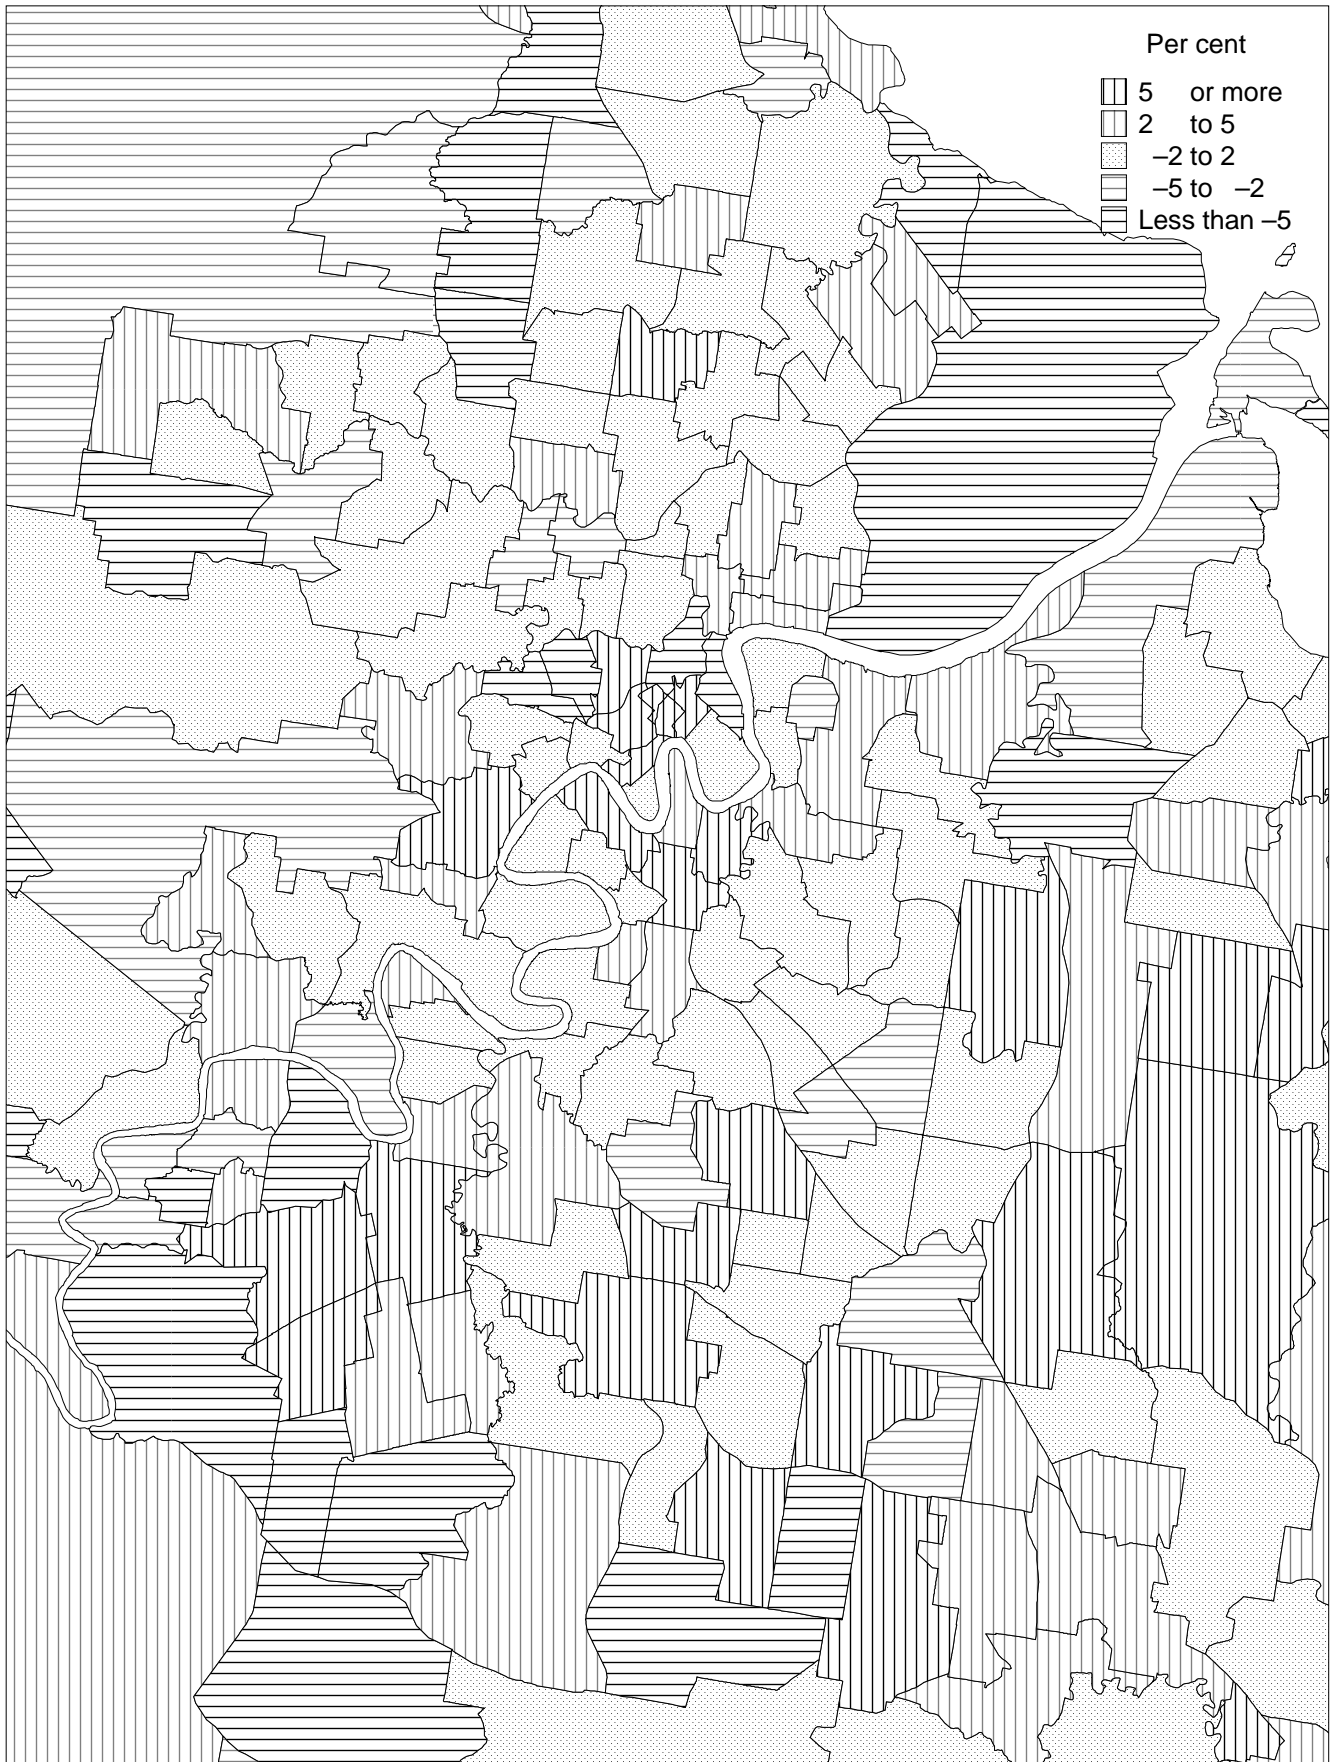 Per cent
5 or more
2 to 5
–2 to 2
–5 to –2
Less than –5